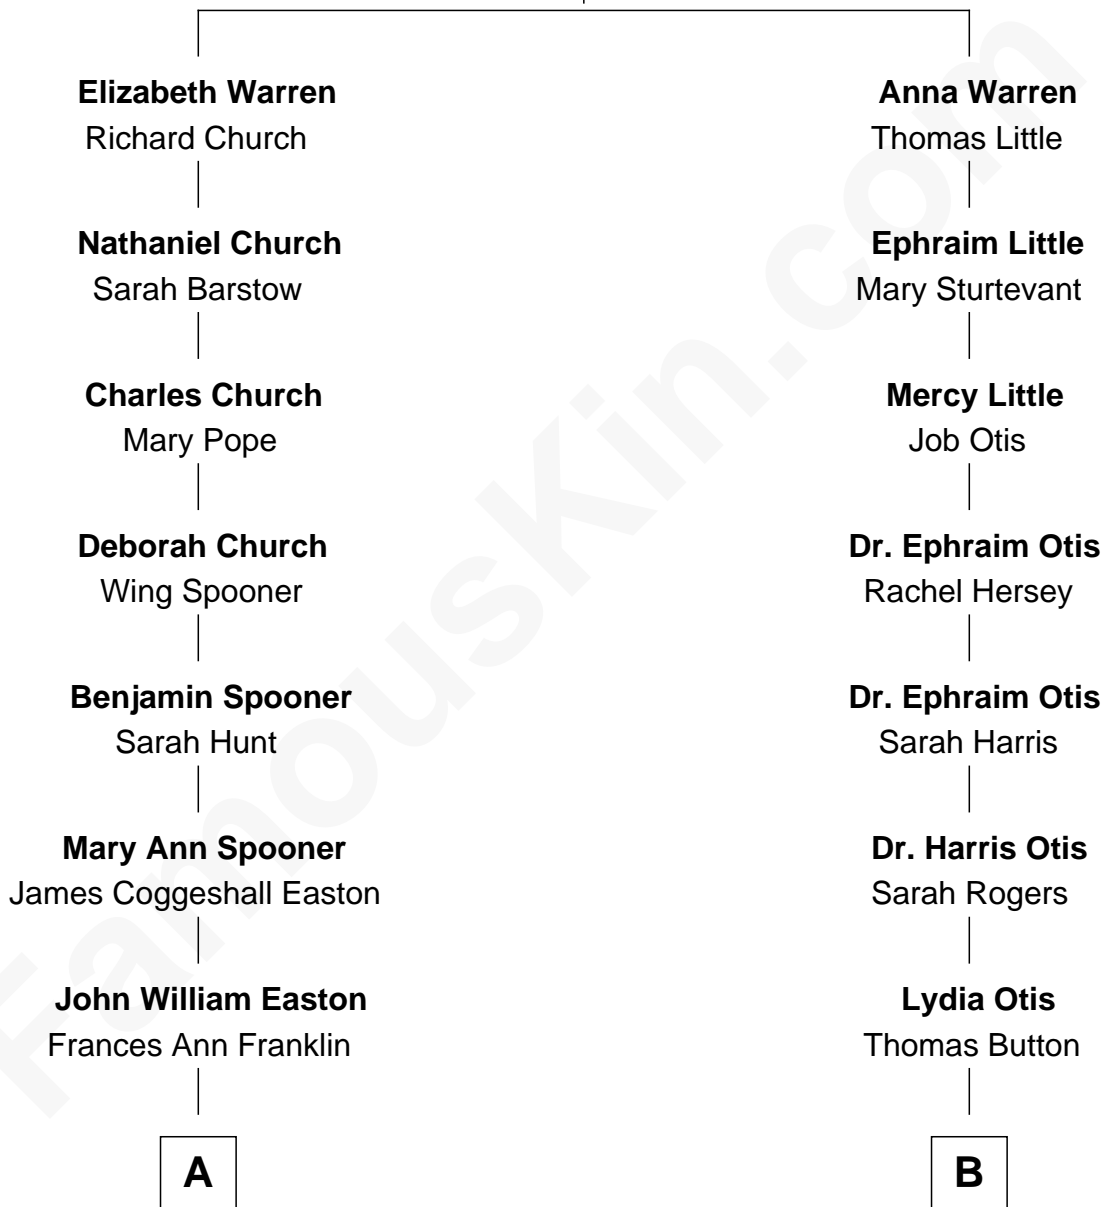 Elizabeth Warren
Richard Church
Nathaniel Church
Sarah Barstow
Charles Church
Mary Pope
Deborah Church
Wing Spooner
Benjamin Spooner
Sarah Hunt
Mary Ann Spooner
James Coggeshall Easton
John William Easton
Frances Ann Franklin
A
Anna Warren
Thomas Little
Ephraim Little
Mary Sturtevant
Mercy Little
Job Otis
Dr. Ephraim Otis
Rachel Hersey
Dr. Ephraim Otis
Sarah Harris
Dr. Harris Otis
Sarah Rogers
Lydia Otis
Thomas Button
B
FamousKin.com